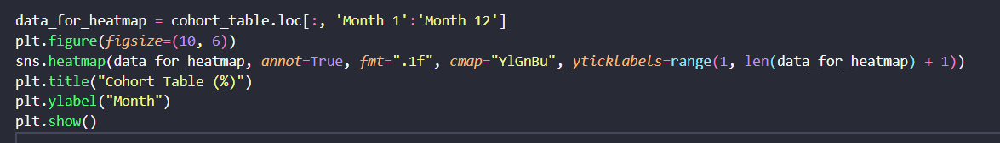 data_for_heatmap = cohort_table.loc[:, 'Month 1':'Month 12']
plt.figure(figsize=(10, 6))
sns.heatmap(data_for_heatmap, annot=True, fmt=".1f", cmap="YlGnBu", yticklabels=range(1, len(data_for_heatmap) + 1))
plt.title("Cohort Table (%)")
plt.ylabel("Month")
plt.show()